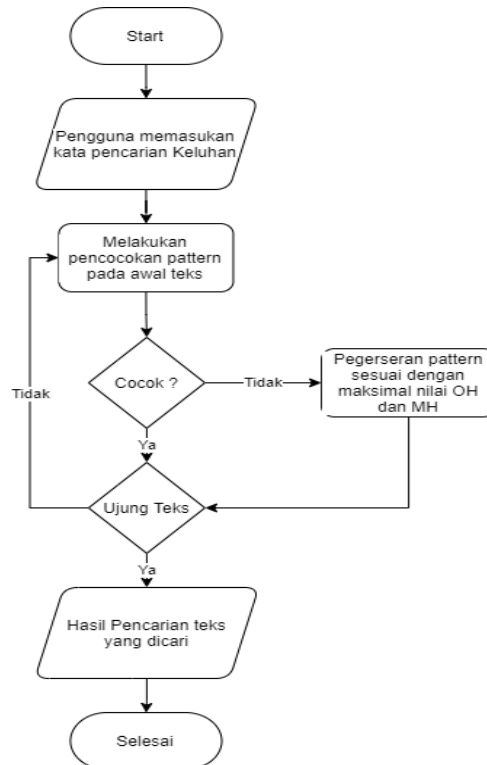 Start
Pengguna memasukan
kata pencarian Keluhan
Melakukan
pencocokan pattern
pada awal teks
Cocok ?
Tidak
Pegerseran pattern
sesuai dengan
maksimal nilai OH
dan MH
Tidak
Ya
Ujung Teks
Ya
Hasil Pencarian teks
yang dicari
Selesai